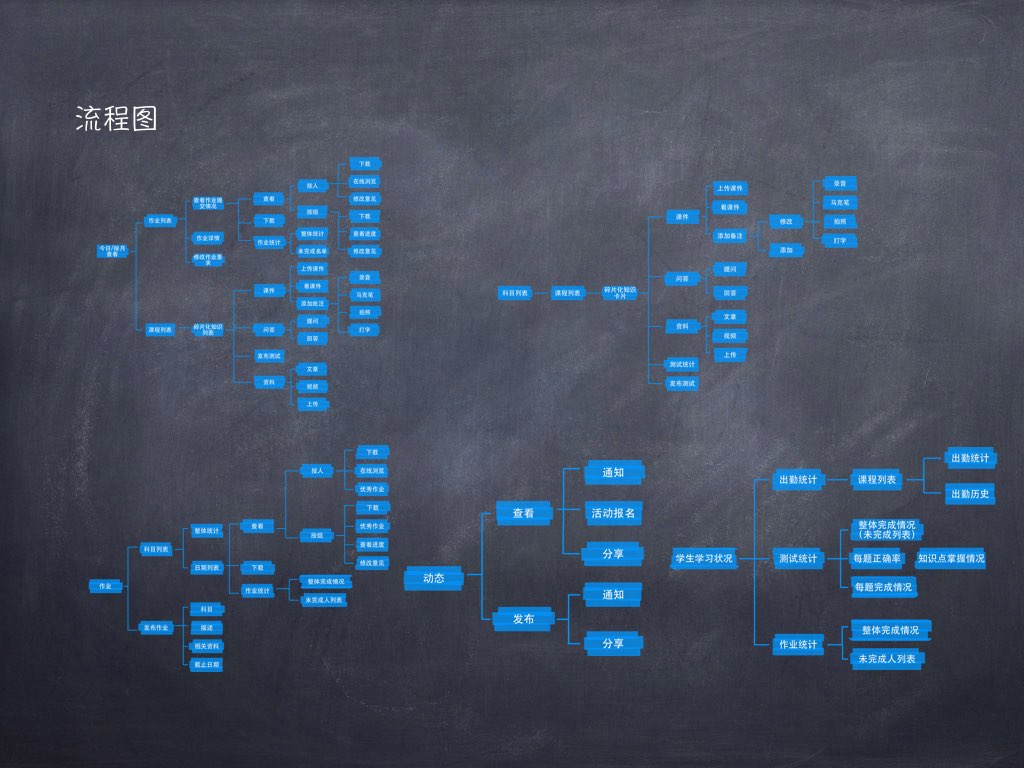 流程图
今日/按月
查看
作业列表
查看作业提
交情况
查看
按人
下载
在线浏览
修改意见
按组
下载
查看进度
修改意见
下载
作业统计
整体统计
未完成名单
作业详情
修改作业要
求
课程列表
碎片化知识
列表
课件
上传课件
看课件
添加批注
录音
马克笔
拍照
打字
问答
提问
回答
发布测试
资料
文章
视频
上传
科目列表
课程列表
碎片化知识
卡片
课件
上传课件
看课件
添加备注
修改
录音
马克笔
拍照
打字
添加
问答
提问
回答
资料
文章
视频
上传
测试统计
发布测试
作业
科目列表
整体统计
日期列表
查看
按人
下载
在线浏览
优秀作业
按组
下载
优秀作业
查看进度
修改意见
下载
作业统计
整体完成情况
未完成人列表
发布作业
科目
描述
相关资料
截止日期
动态
查看
通知
活动报名
分享
发布
通知
分享
学生学习状况
出勤统计
课程列表
出勤统计
出勤历史
测试统计
整体完成情况
（未完成列表）
每题正确率
知识点掌握情况
每题完成情况
作业统计
整体完成情况
未完成人列表